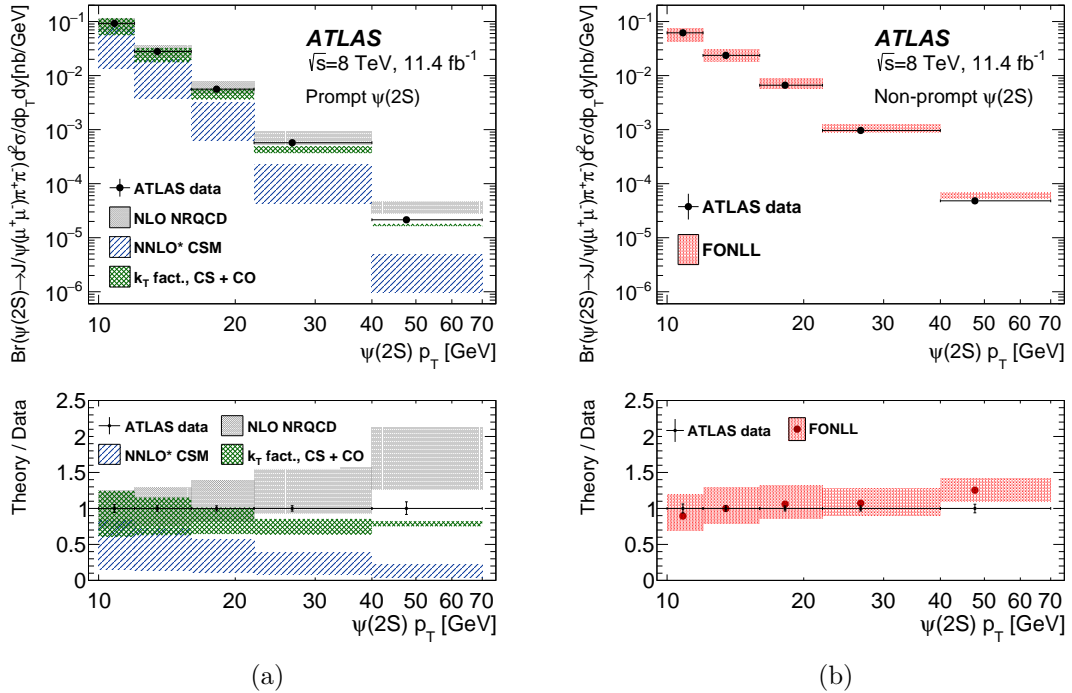 Br(ψ(2S)→J/ψ(μ⁺μ⁻)π⁺π⁻)d²σ/dp_Tdy[nb/GeV]
10⁻¹
10⁻²
10⁻³
10⁻⁴
10⁻⁵
10⁻⁶
ATLAS
√s=8 TeV, 11.4 fb⁻¹
Prompt ψ(2S)
ATLAS data
NLO NRQCD
NNLO* CSM
k_T fact., CS + CO
10 20 30 40 50 60 70
ψ(2S) p_T [GeV]
Theory / Data
2.5
2
1.5
1
0.5
0
ATLAS data NLO NRQCD
NNLO* CSM k_T fact., CS + CO
10 20 30 40 50 60 70
ψ(2S) p_T [GeV]
(a)
Br(ψ(2S)→J/ψ(μ⁺μ⁻)π⁺π⁻)d²σ/dp_Tdy[nb/GeV]
10⁻¹
10⁻²
10⁻³
10⁻⁴
10⁻⁵
10⁻⁶
ATLAS
√s=8 TeV, 11.4 fb⁻¹
Non-prompt ψ(2S)
ATLAS data
FONLL
10 20 30 40 50 60 70
ψ(2S) p_T [GeV]
Theory / Data
2.5
2
1.5
1
0.5
0
ATLAS data FONLL
10 20 30 40 50 60 70
ψ(2S) p_T [GeV]
(b)